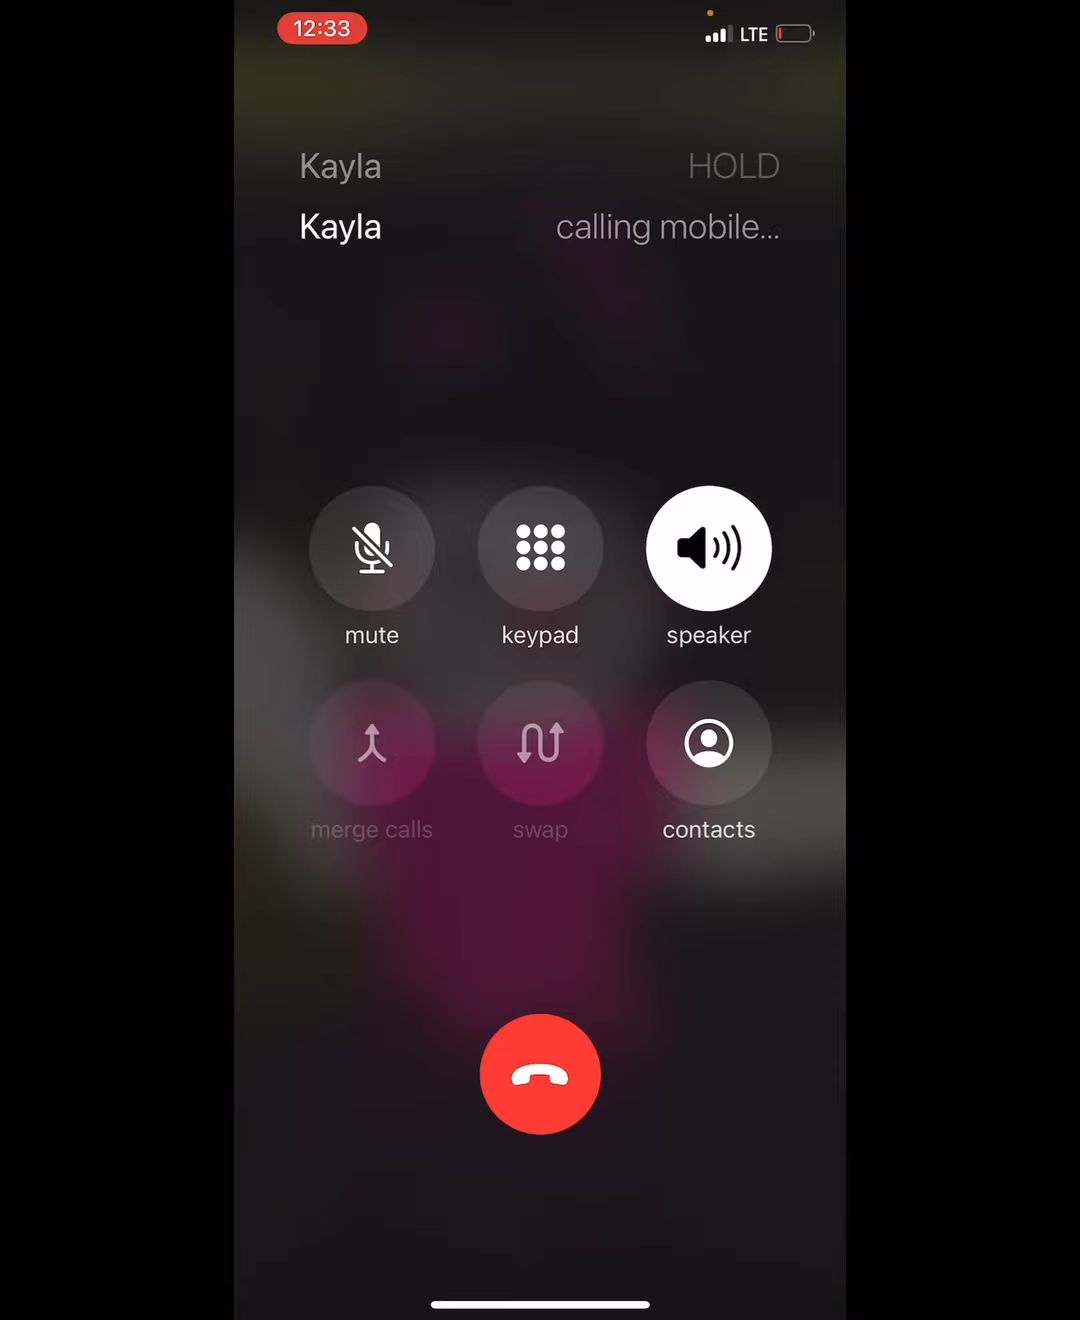 12:33 LTE
Kayla HOLD
Kayla calling mobile...
mute keypad speaker
merge calls swap contacts